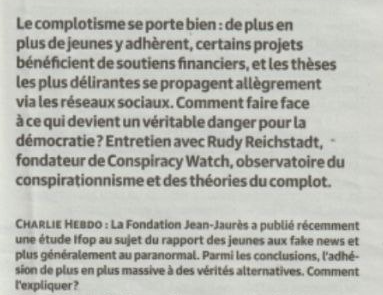 Le complotisme se porte bien : de plus en
plus de jeunes y adhèrent, certains projets
bénéficient de soutiens financiers, et les thèses
les plus délirantes se propagent allègrement
via les réseaux sociaux. Comment faire face
à ce qui devient un véritable danger pour la
démocratie ? Entretien avec Rudy Reichstadt,
fondateur de Conspiracy Watch, observatoire du
conspirationnisme et des théories du complot.
CHARLIE HEBDO : La Fondation Jean-Jaurès a publié récemment
une étude Ifop au sujet du rapport des jeunes aux fake news et
plus généralement au paranormal. Parmi les conclusions, l'adhé-
sion de plus en plus massive à des vérités alternatives. Comment
l'expliquer ?